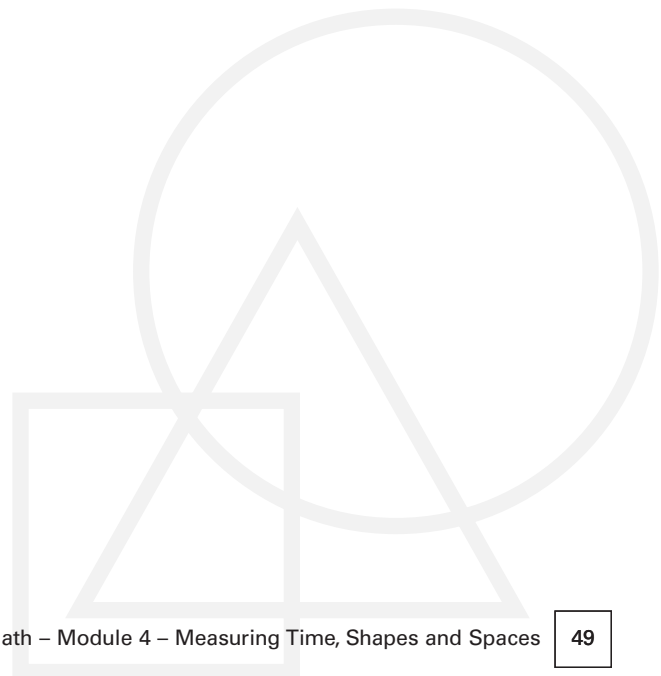 ath – Module 4 – Measuring Time, Shapes and Spaces 49